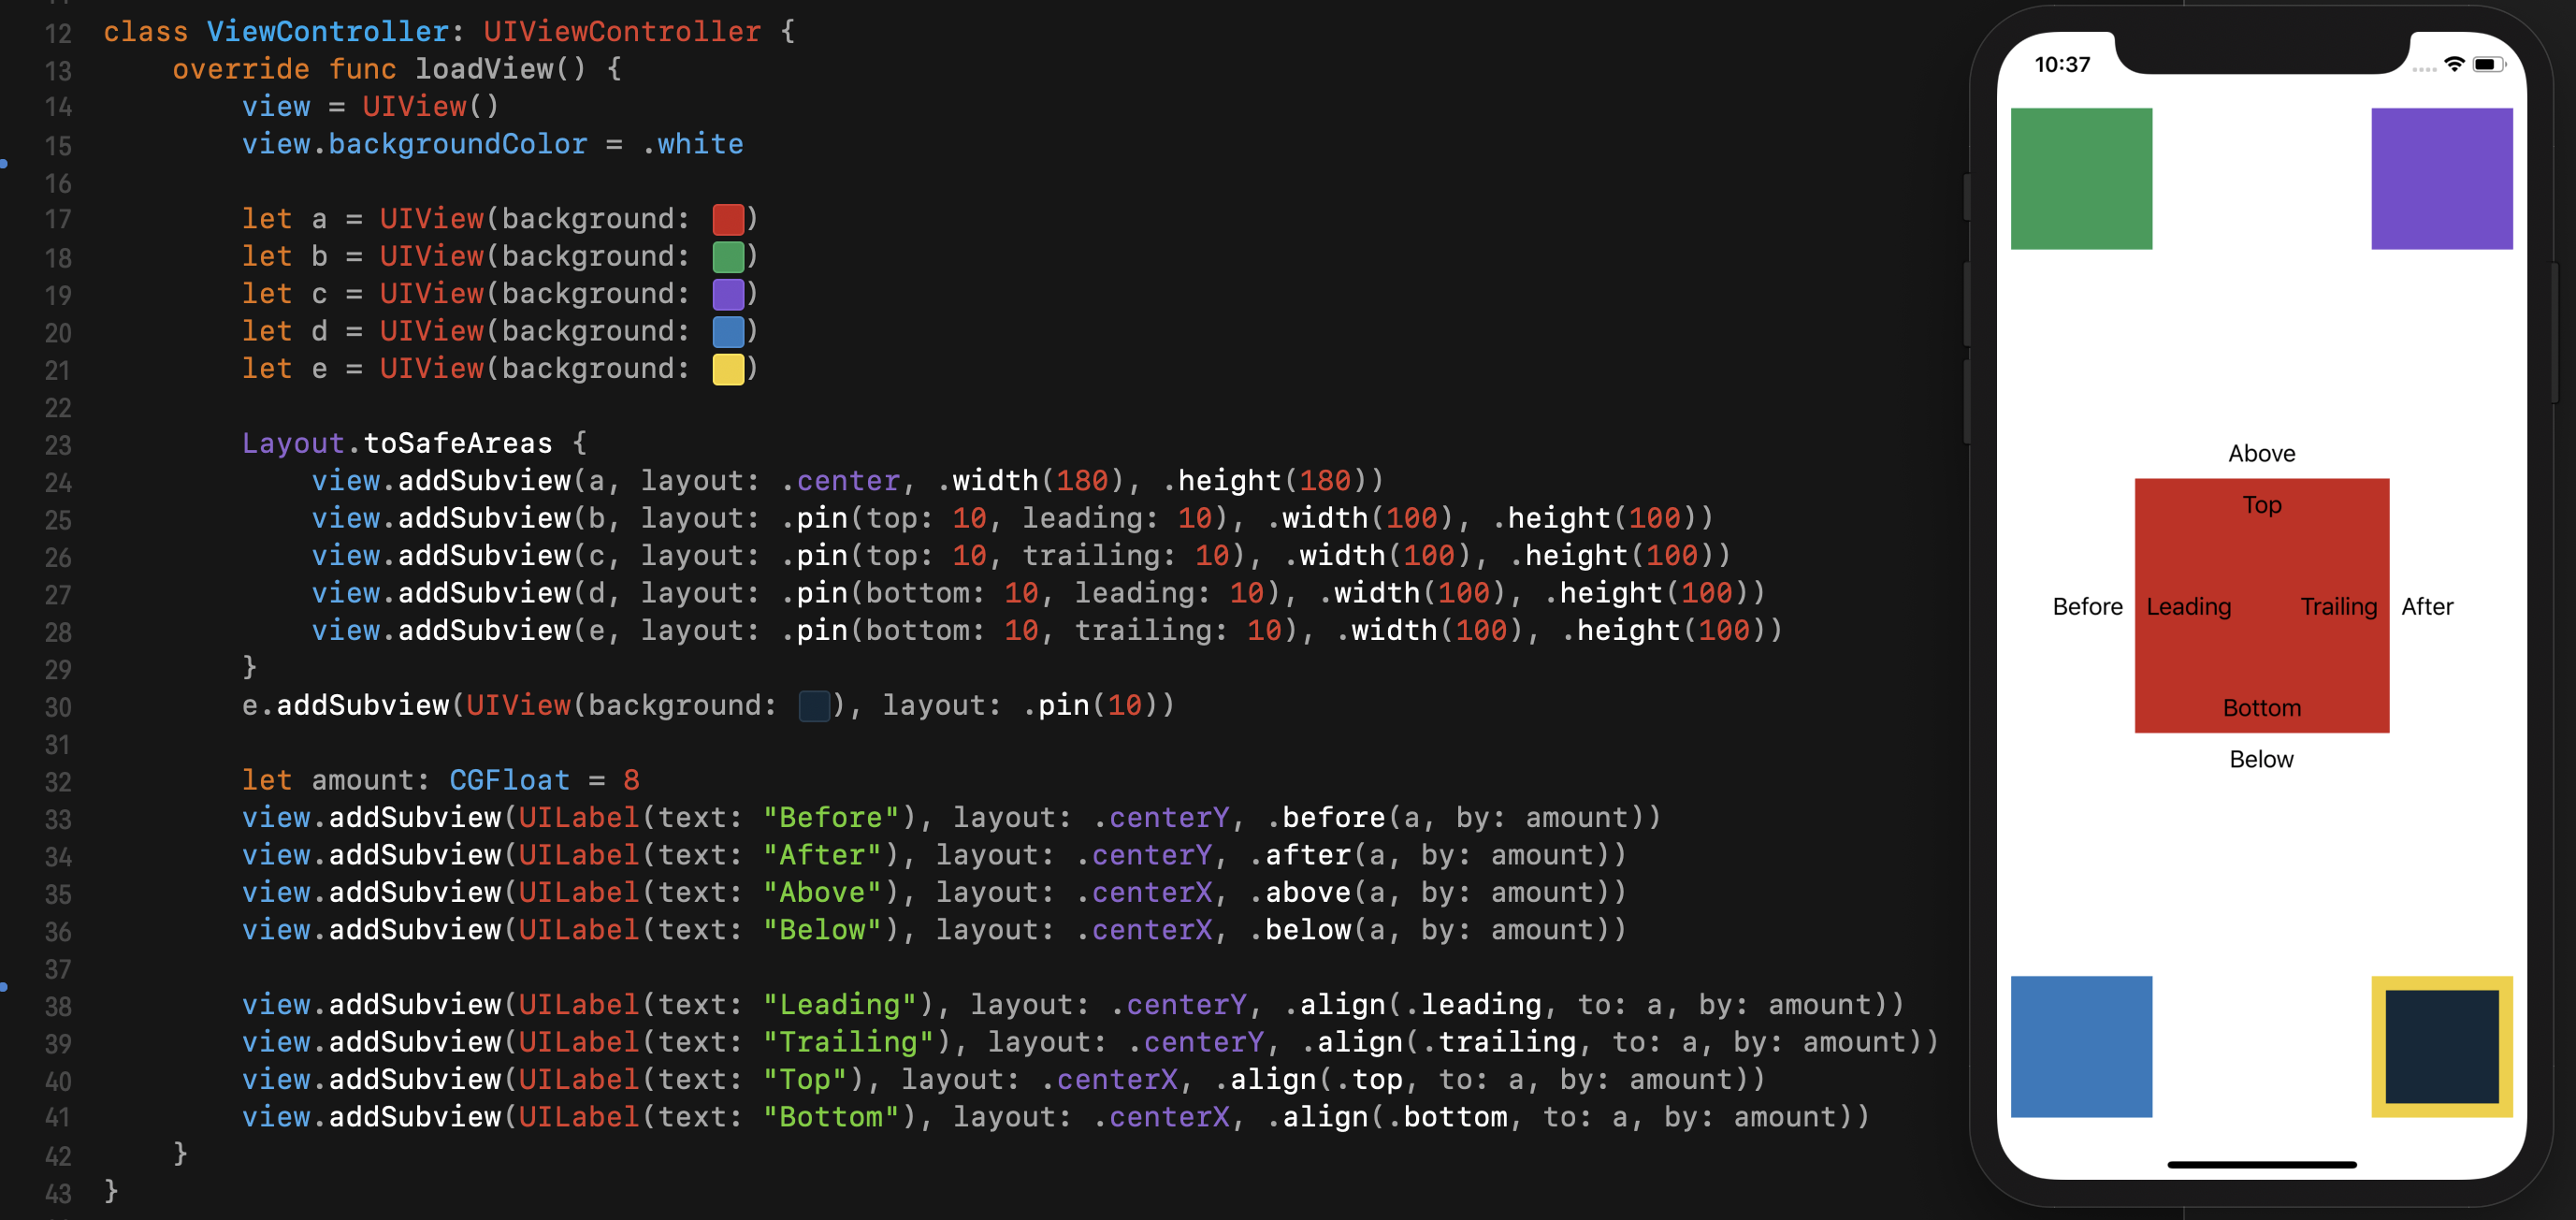 12 class ViewController: UIViewController {
13 override func loadView() {
14 view = UIView()
15 view.backgroundColor = .white
16
17 let a = UIView(background: )
18 let b = UIView(background: )
19 let c = UIView(background: )
20 let d = UIView(background: )
21 let e = UIView(background: )
22
23 Layout.toSafeAreas {
24 view.addSubview(a, layout: .center, .width(180), .height(180))
25 view.addSubview(b, layout: .pin(top: 10, leading: 10), .width(100), .height(100))
26 view.addSubview(c, layout: .pin(top: 10, trailing: 10), .width(100), .height(100))
27 view.addSubview(d, layout: .pin(bottom: 10, leading: 10), .width(100), .height(100))
28 view.addSubview(e, layout: .pin(bottom: 10, trailing: 10), .width(100), .height(100))
29 }
30 e.addSubview(UIView(background: ), layout: .pin(10))
31
32 let amount: CGFloat = 8
33 view.addSubview(UILabel(text: "Before"), layout: .centerY, .before(a, by: amount))
34 view.addSubview(UILabel(text: "After"), layout: .centerY, .after(a, by: amount))
35 view.addSubview(UILabel(text: "Above"), layout: .centerX, .above(a, by: amount))
36 view.addSubview(UILabel(text: "Below"), layout: .centerX, .below(a, by: amount))
37
38 view.addSubview(UILabel(text: "Leading"), layout: .centerY, .align(.leading, to: a, by: amount))
39 view.addSubview(UILabel(text: "Trailing"), layout: .centerY, .align(.trailing, to: a, by: amount))
40 view.addSubview(UILabel(text: "Top"), layout: .centerX, .align(.top, to: a, by: amount))
41 view.addSubview(UILabel(text: "Bottom"), layout: .centerX, .align(.bottom, to: a, by: amount))
42 }
43 }
10:37
Above
Top
Before Leading Trailing After
Bottom
Below